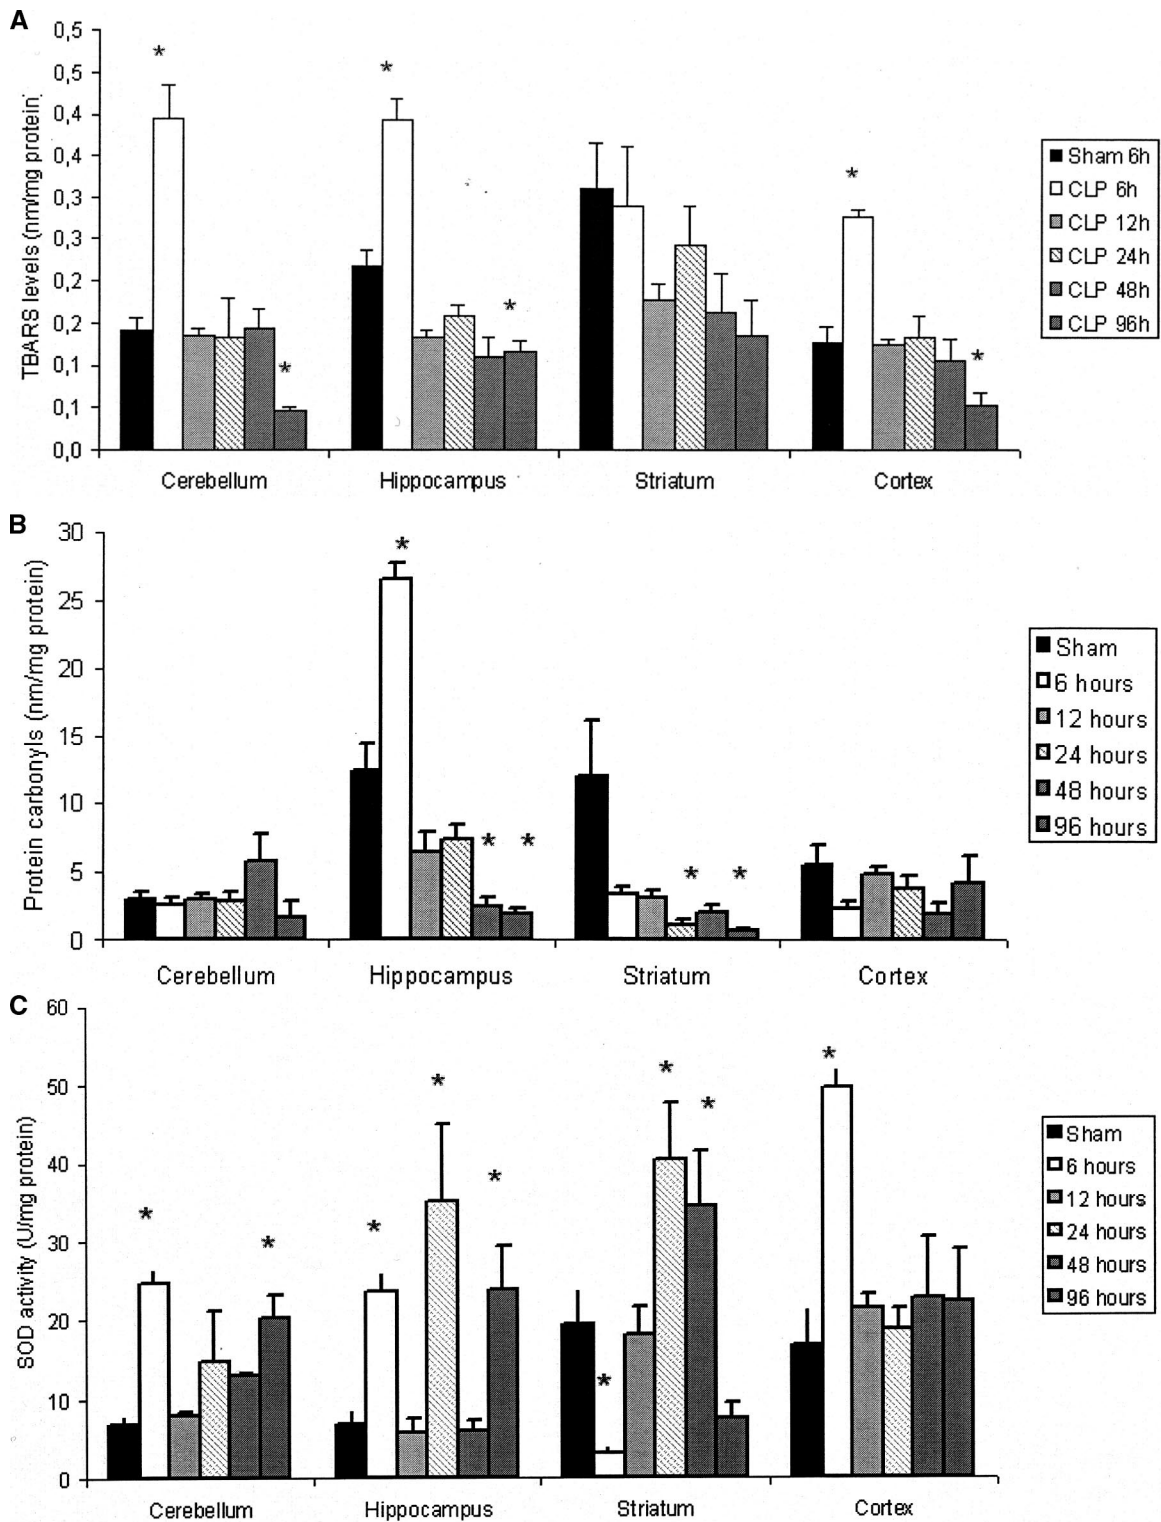 A
TBARS levels (nm/mg protein)
0,5
0,5
0,4
0,4
0,3
0,3
0,2
0,2
0,1
0,1
0,0
*
*
*
*
*
*
Cerebellum
Hippocampus
Striatum
Cortex
Sham 6h
CLP 6h
CLP 12h
CLP 24h
CLP 48h
CLP 96h
B
Protein carbonyls (nm/mg protein)
30
25
20
15
10
5
0
*
*
*
*
*
Cerebellum
Hippocampus
Striatum
Cortex
Sham
6 hours
12 hours
24 hours
48 hours
96 hours
C
SOD activity (U/mg protein)
60
50
40
30
20
10
0
*
*
*
*
*
*
*
*
*
Cerebellum
Hippocampus
Striatum
Cortex
Sham
6 hours
12 hours
24 hours
48 hours
96 hours